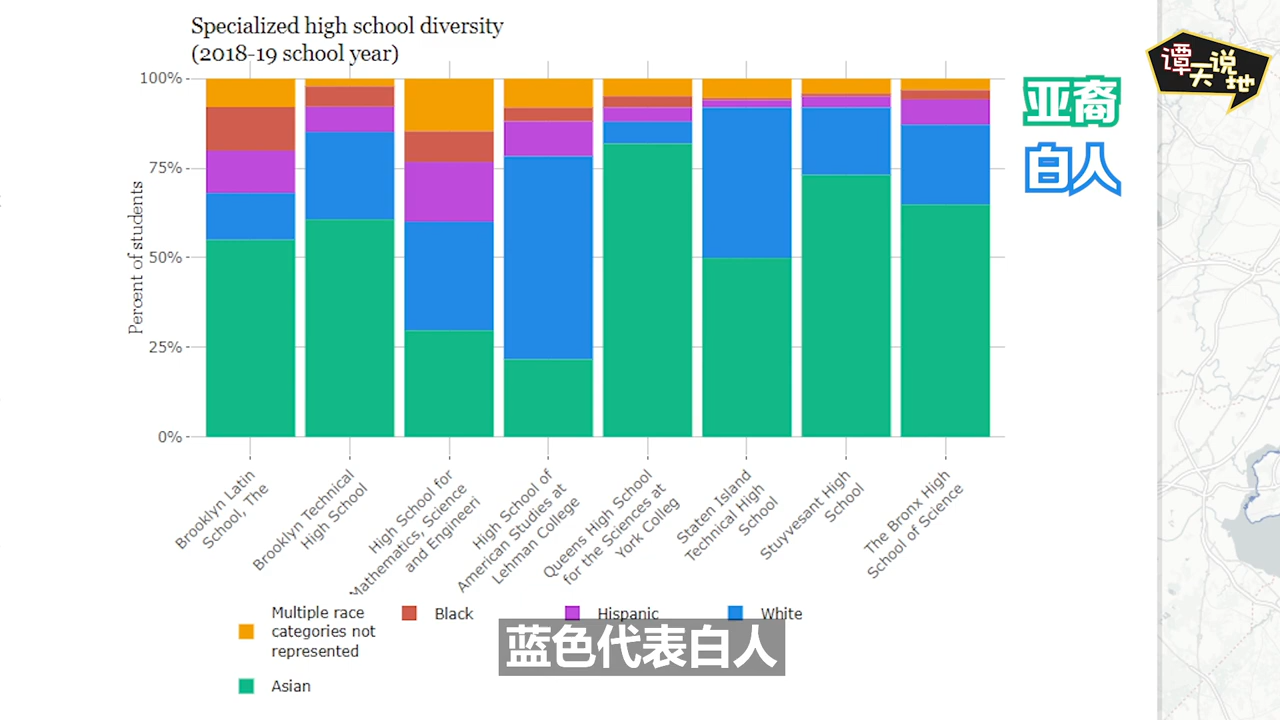 Specialized high school diversity
(2018-19 school year)
谭天说地
亚裔
白人
100%
75%
50%
25%
0%
Percent of students
Brooklyn Latin
School, The
Brooklyn Technical
High School
High School for
Mathematics, Science
and Engineeri
High School of
American Studies at
Lehman College
Queens High School
for the Sciences at
York Colleg
Staten Island
Technical High
School
Stuyvesant High
School
The Bronx High
School of Science
Multiple race
categories not
represented
Black
Hispanic
White
Asian
蓝色代表白人